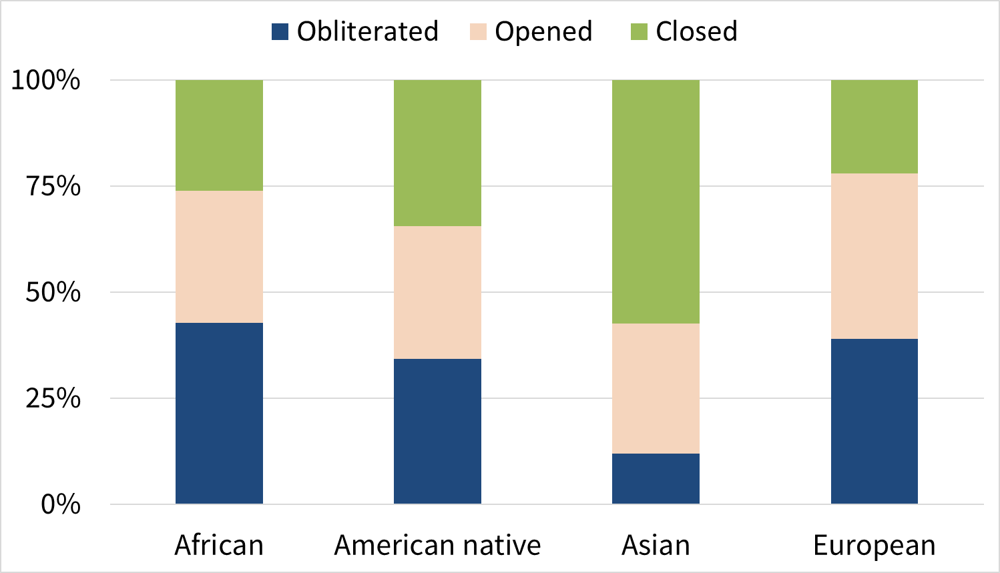 Obliterated Opened Closed
100%
75%
50%
25%
0%
African American native Asian European